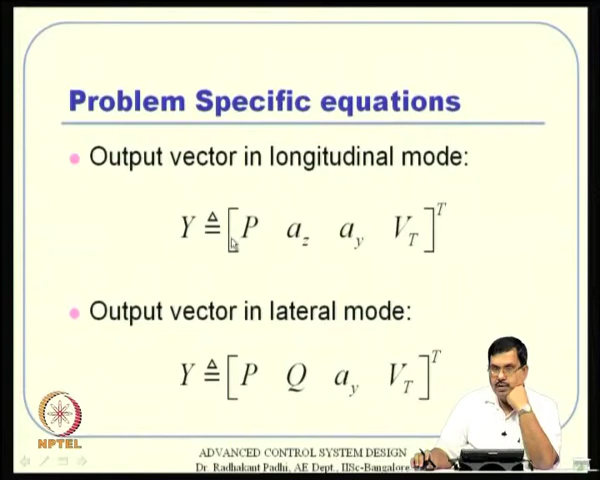 Problem Specific equations
• Output vector in longitudinal mode:
Y ≜ [P a_z a_y V_T]^T
• Output vector in lateral mode:
Y ≜ [P Q a_y V_T]^T
NPTEL
ADVANCED CONTROL SYSTEM DESIGN
Dr. Radhakant Padhi, AE Dept., IISc-Bangalore